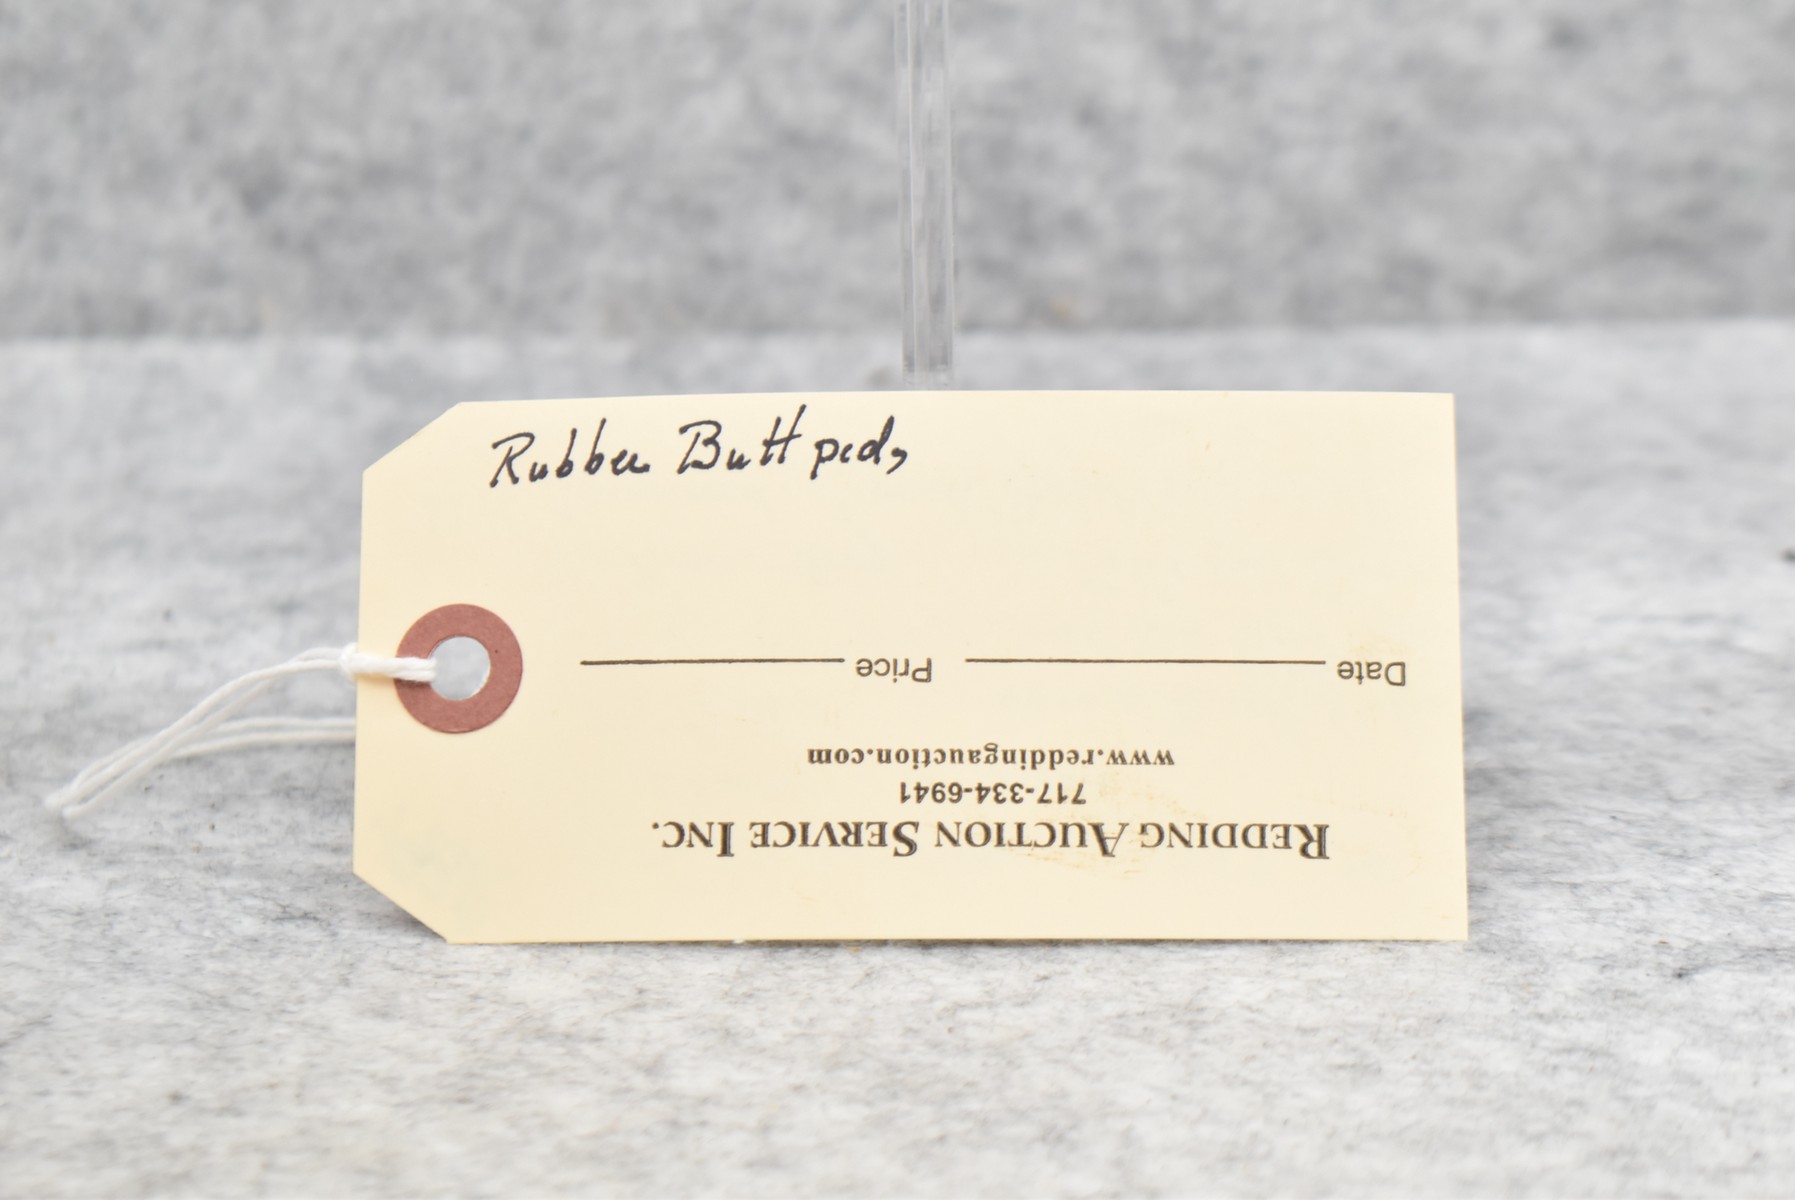 Rubber Butt pads
REDDING AUCTION SERVICE INC.
717-334-6941
www.reddingauction.com
Date Price